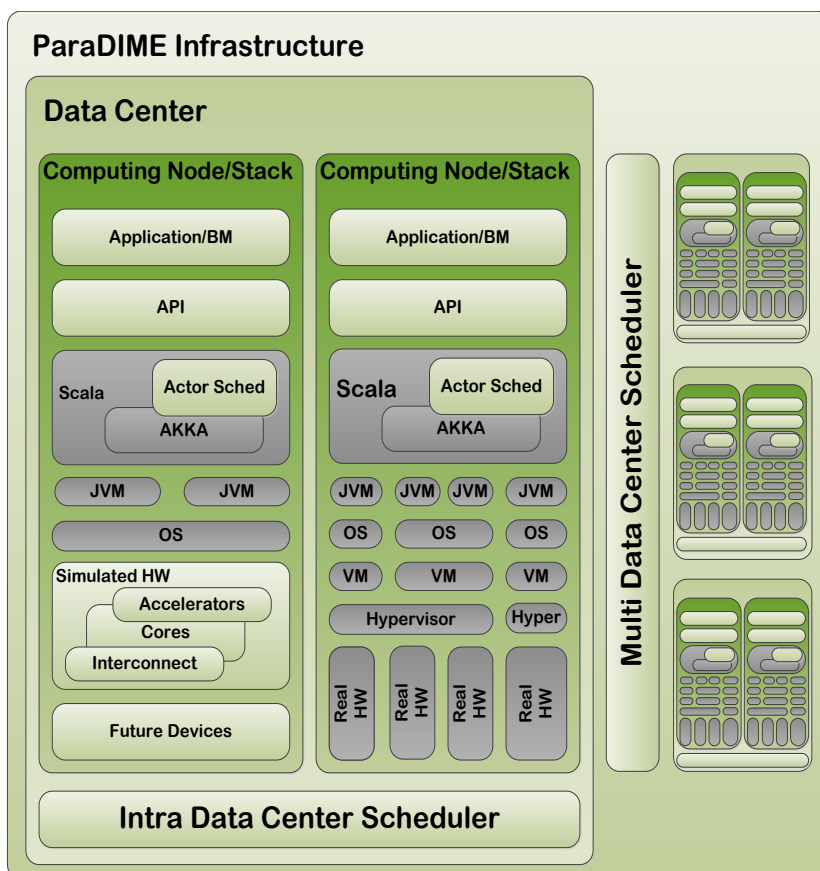 ParaDIME Infrastructure
Data Center
Computing Node/Stack
Application/BM
API
Scala
Actor Sched
AKKA
JVM JVM
OS
Simulated HW
Accelerators
Cores
Interconnect
Future Devices
Computing Node/Stack
Application/BM
API
Scala
Actor Sched
AKKA
JVM JVM JVM JVM
OS OS OS
VM VM VM
Hypervisor Hyper
Real
HW
Real
HW
Real
HW
Real
HW
Intra Data Center Scheduler
Multi Data Center Scheduler